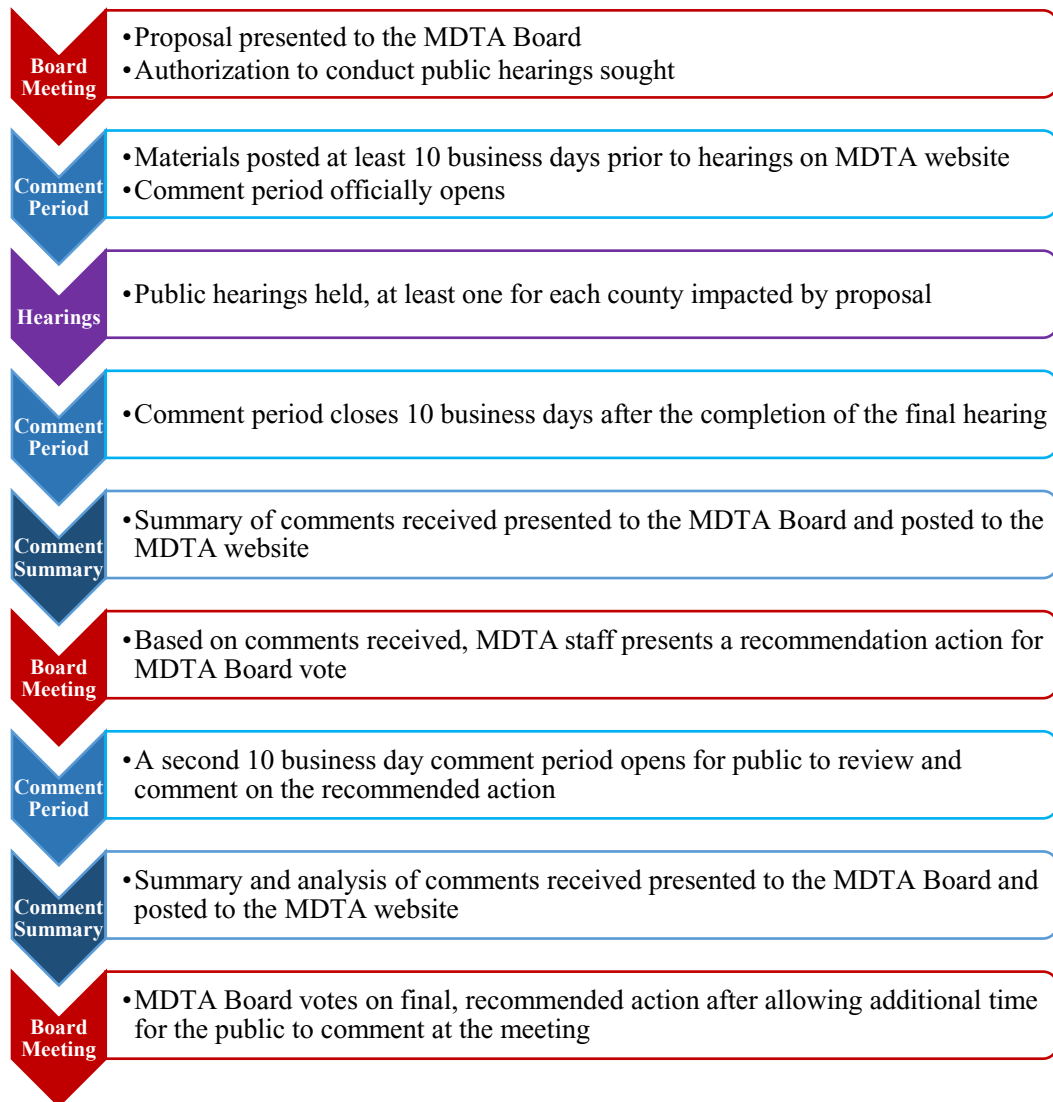 Board
Meeting
•Proposal presented to the MDTA Board
•Authorization to conduct public hearings sought
Comment
Period
•Materials posted at least 10 business days prior to hearings on MDTA website
•Comment period officially opens
Hearings
•Public hearings held, at least one for each county impacted by proposal
Comment
Period
•Comment period closes 10 business days after the completion of the final hearing
Comment
Summary
•Summary of comments received presented to the MDTA Board and posted to the
MDTA website
Board
Meeting
•Based on comments received, MDTA staff presents a recommendation action for
MDTA Board vote
Comment
Period
•A second 10 business day comment period opens for public to review and
comment on the recommended action
Comment
Summary
•Summary and analysis of comments received presented to the MDTA Board and
posted to the MDTA website
Board
Meeting
•MDTA Board votes on final, recommended action after allowing additional time
for the public to comment at the meeting